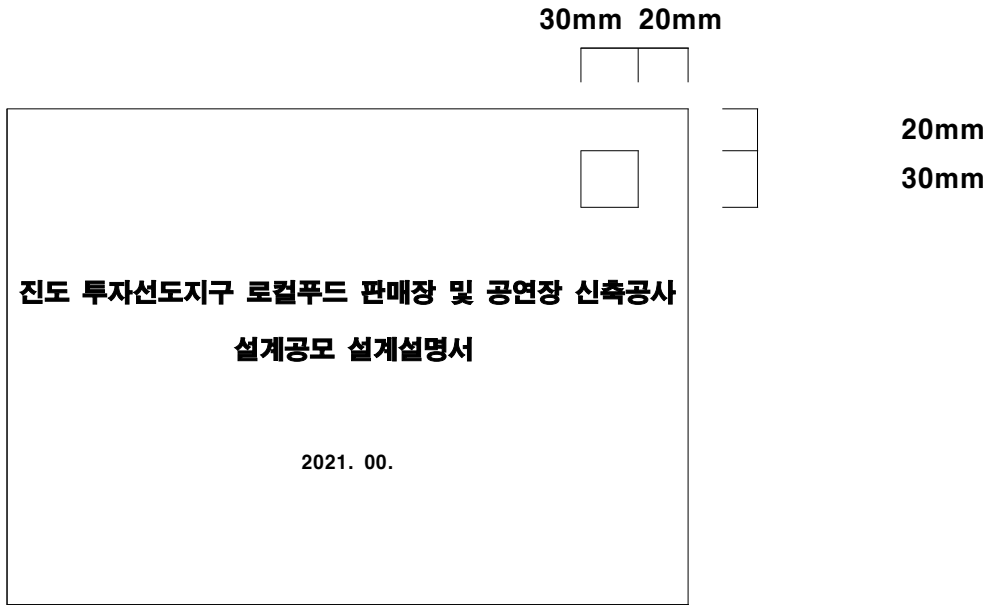 30mm 20mm
20mm
30mm
진도 투자선도지구 로컬푸드 판매장 및 공연장 신축공사
설계공모 설계설명서
2021. 00.